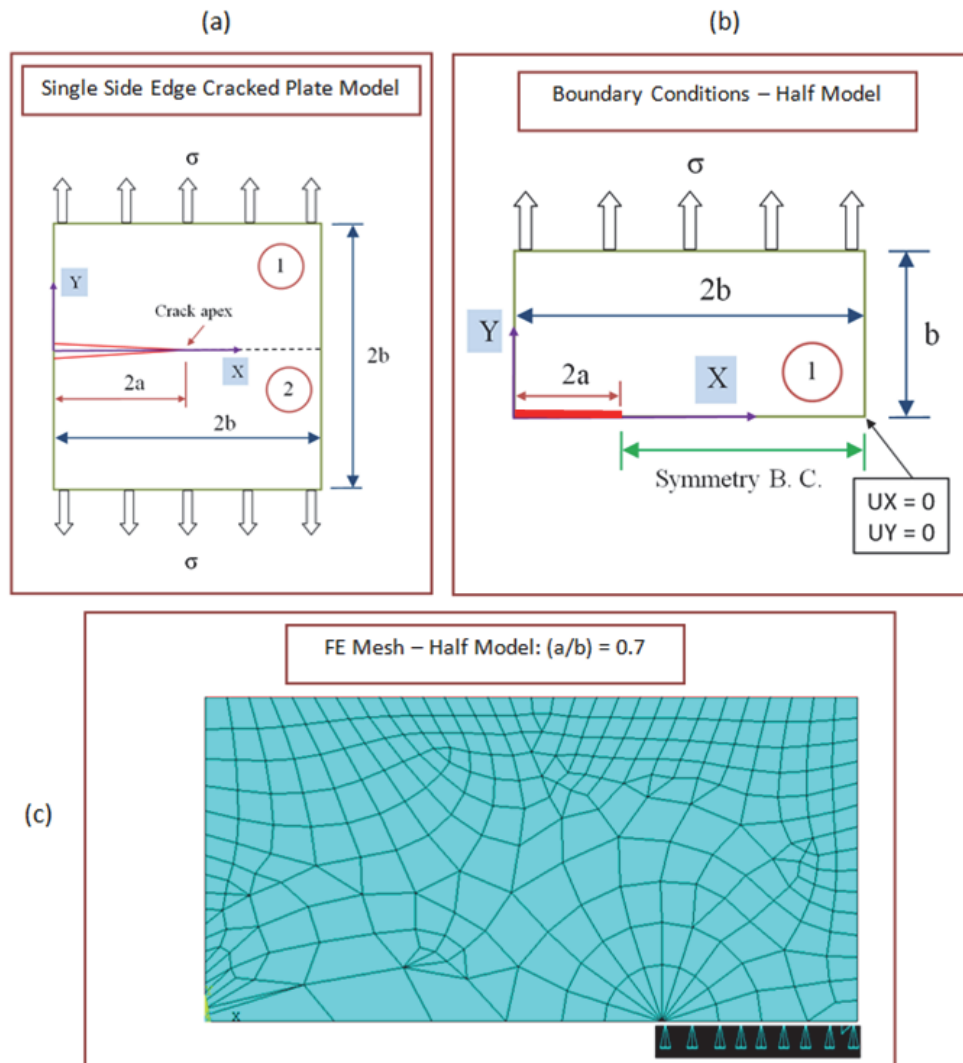 (a)
Single Side Edge Cracked Plate Model
σ
1
Y
Crack apex
X
2a
2
2b
2b
σ
(b)
Boundary Conditions – Half Model
σ
2b
Y
b
2a
X
1
Symmetry B. C.
UX = 0
UY = 0
FE Mesh – Half Model: (a/b) = 0.7
(c)
X